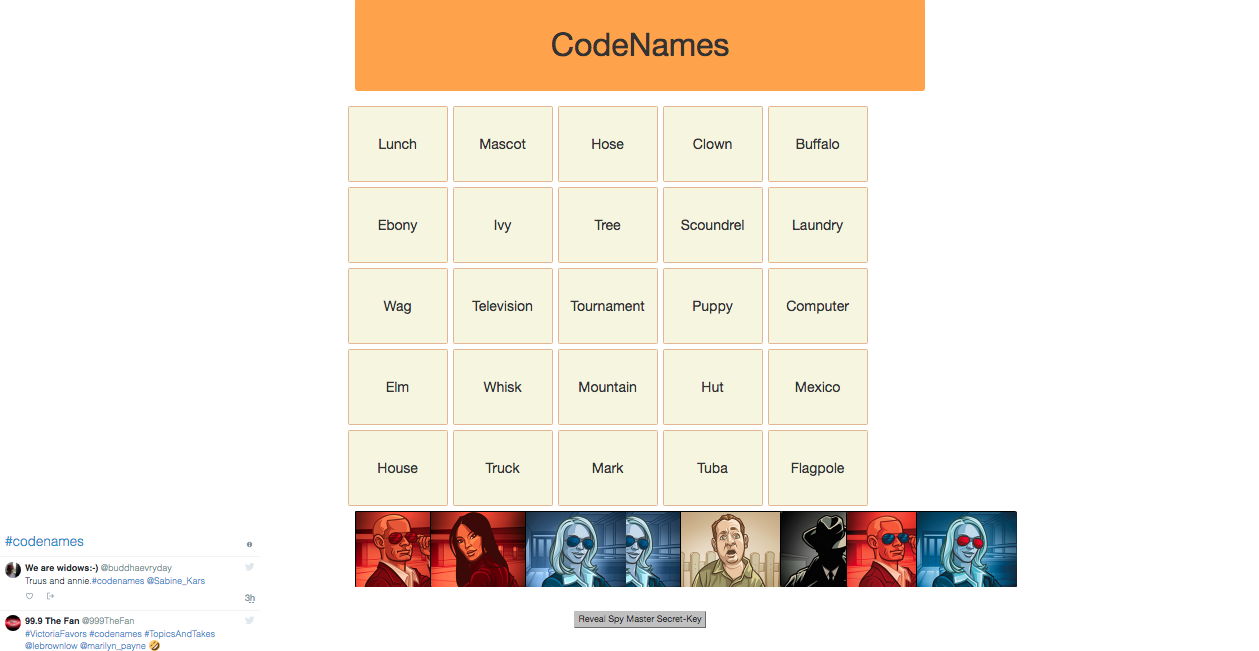 CodeNames
Lunch Mascot Hose Clown Buffalo
Ebony Ivy Tree Scoundrel Laundry
Wag Television Tournament Puppy Computer
Elm Whisk Mountain Hut Mexico
House Truck Mark Tuba Flagpole
Reveal Spy Master Secret-Key
#codenames
We are widows:-) @buddhaevryday
Truus and annie.#codenames @Sabine_Kars
3h
99.9 The Fan @999TheFan
#VictoriaFavors #codenames #TopicsAndTakes
@lebrownlow @marilyn_payne 🤣